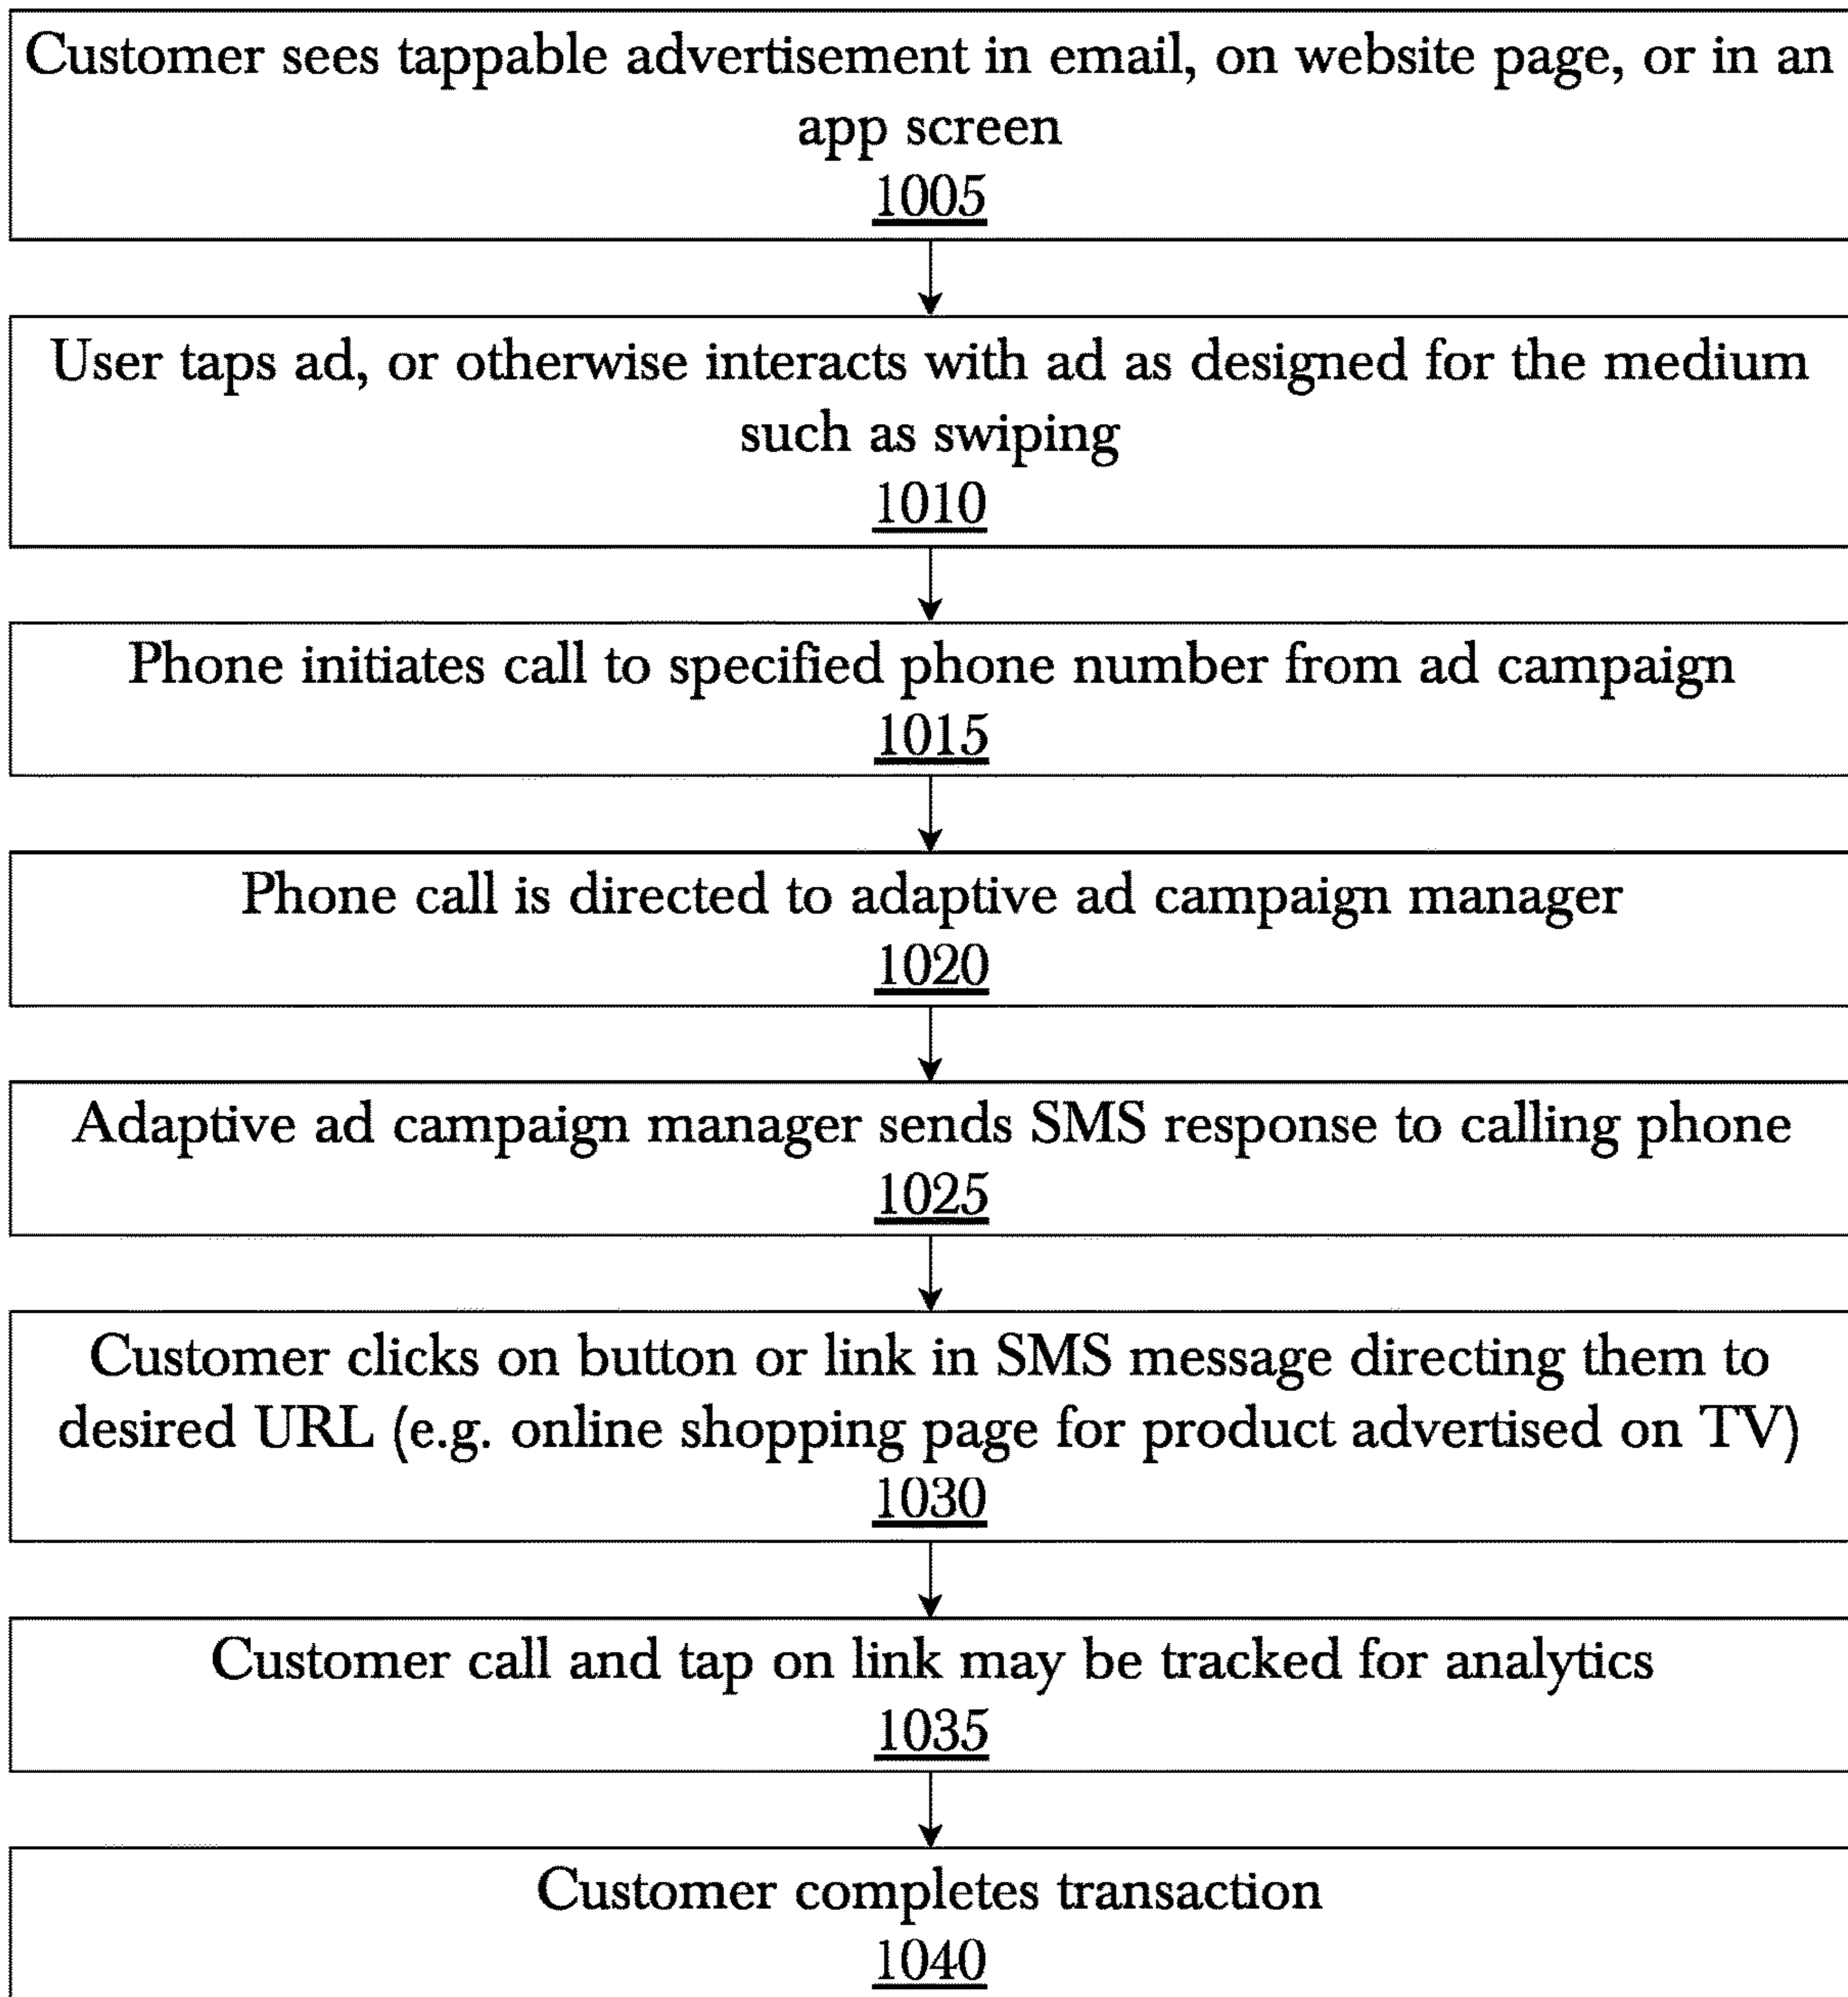 Customer sees tappable advertisement in email, on website page, or in an
app screen
1005
User taps ad, or otherwise interacts with ad as designed for the medium
such as swiping
1010
Phone initiates call to specified phone number from ad campaign
1015
Phone call is directed to adaptive ad campaign manager
1020
Adaptive ad campaign manager sends SMS response to calling phone
1025
Customer clicks on button or link in SMS message directing them to
desired URL (e.g. online shopping page for product advertised on TV)
1030
Customer call and tap on link may be tracked for analytics
1035
Customer completes transaction
1040